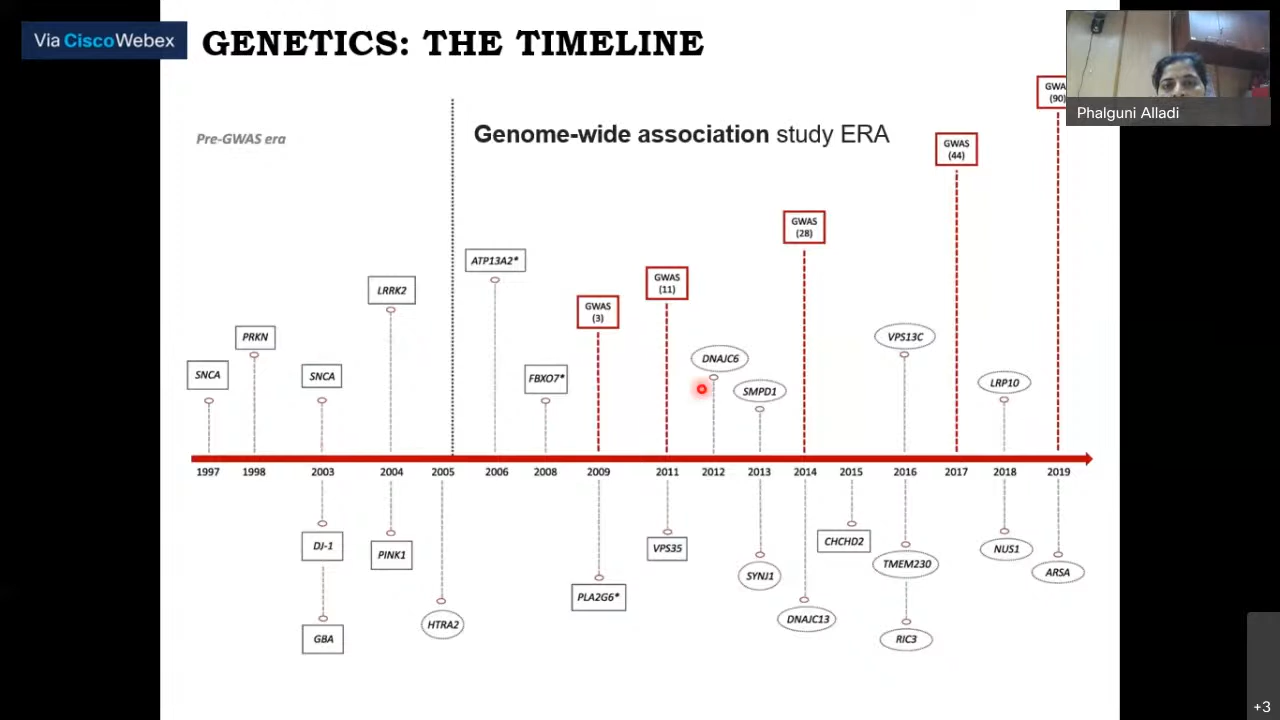 Via Cisco Webex
GENETICS: THE TIMELINE
Phalguni Alladi
Pre-GWAS era
Genome-wide association study ERA
(90)
GWAS
(44)
GWAS
(28)
ATP13A2*
GWAS
(11)
LRRK2
GWAS
(3)
PRKN
VPS13C
DNAJC6
SNCA
SNCA
FBXO7*
SMPD1
LRP10
1997 1998 2003 2004 2005 2006 2008 2009 2011 2012 2013 2014 2015 2016 2017 2018 2019
DJ-1
PINK1
VPS35
CHCHD2
NUS1
TMEM230
ARSA
SYNJ1
PLA2G6*
GBA
HTRA2
DNAJC13
RIC3
+3